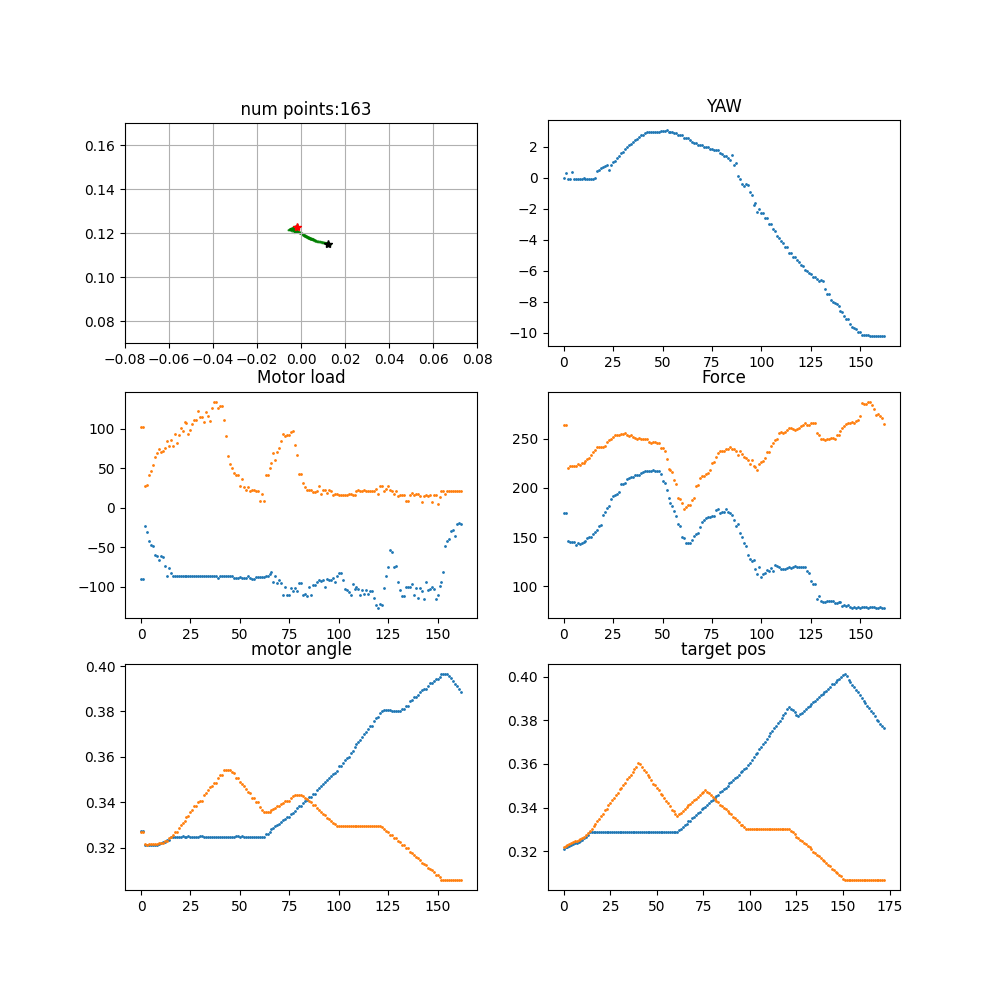 num points:163
YAW
0.16
0.14
0.12
0.10
0.08
−0.08 −0.06 −0.04 −0.02 0.00 0.02 0.04 0.06 0.08
2
0
−2
−4
−6
−8
−10
0 25 50 75 100 125 150
Motor load
Force
100
50
0
−50
−100
0 25 50 75 100 125 150
250
200
150
100
0 25 50 75 100 125 150
motor angle
target pos
0.40
0.38
0.36
0.34
0.32
0 25 50 75 100 125 150
0.40
0.38
0.36
0.34
0.32
0 25 50 75 100 125 150 175